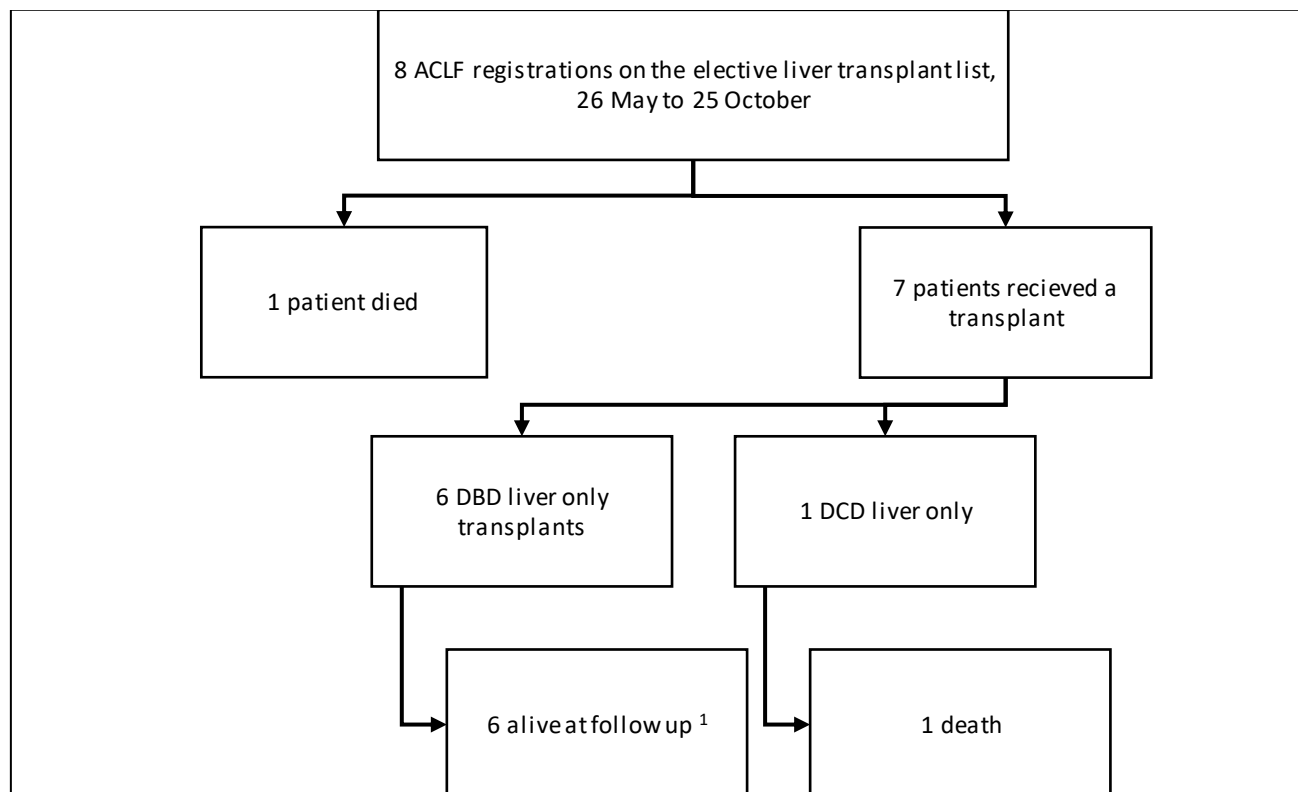 8 ACLF registrations on the elective liver transplant list,
26 May to 25 October
1 patient died
7 patients recieved a
transplant
6 DBD liver only
transplants
1 DCD liver only
6 alive at follow up 1
1 death